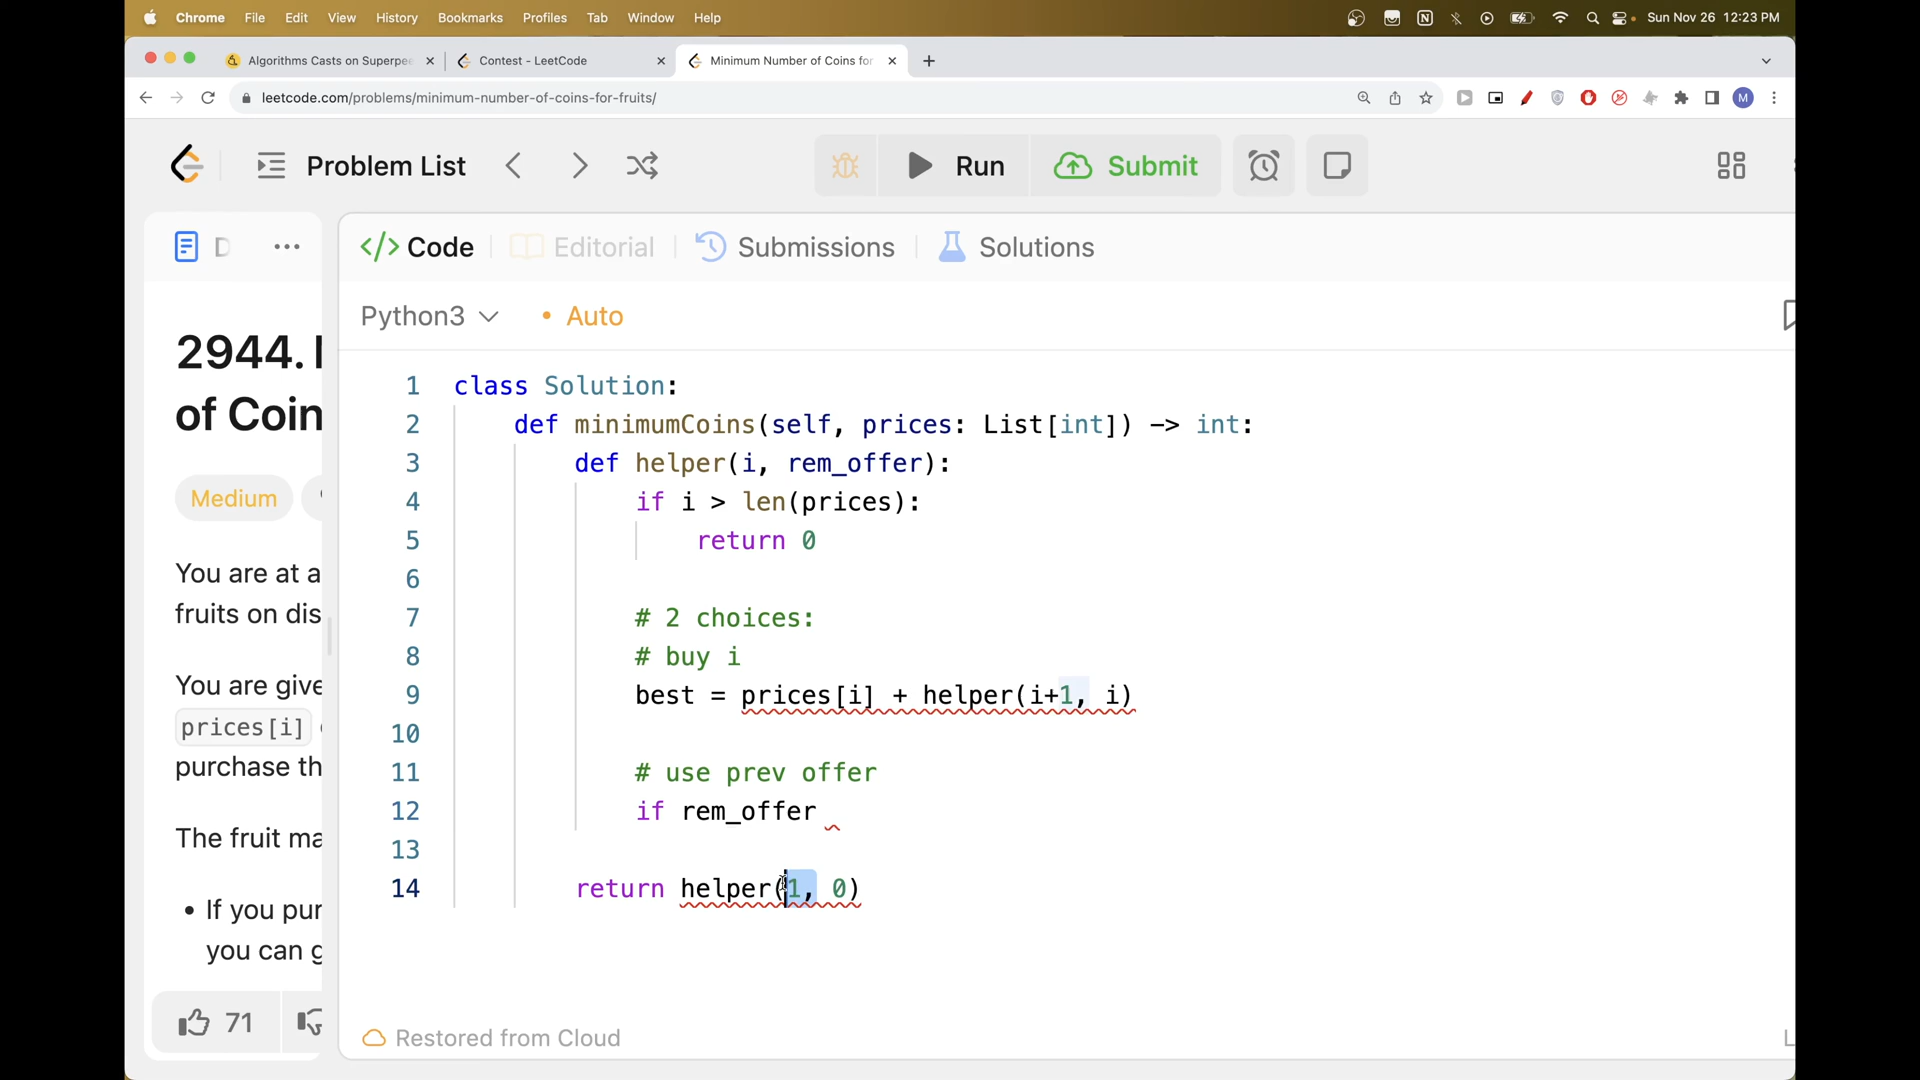 Chrome File Edit View History Bookmarks Profiles Tab Window Help Sun Nov 26 12:23 PM
Algorithms Casts on Superpe Contest - LeetCode Minimum Number of Coins for
leetcode.com/problems/minimum-number-of-coins-for-fruits/ M
Problem List Run Submit
D ... Code Editorial Submissions Solutions
Python3 • Auto
2944.
of Coin
Medium
You are at a
fruits on dis
You are give
prices[i]
purchase th
The fruit ma
• If you pur
you can g
71
1 class Solution:
2 def minimumCoins(self, prices: List[int]) -> int:
3 def helper(i, rem_offer):
4 if i > len(prices):
5 return 0
6
7 # 2 choices:
8 # buy i
9 best = prices[i] + helper(i+1, i)
10
11 # use prev offer
12 if rem_offer
13
14 return helper(1, 0)
Restored from Cloud